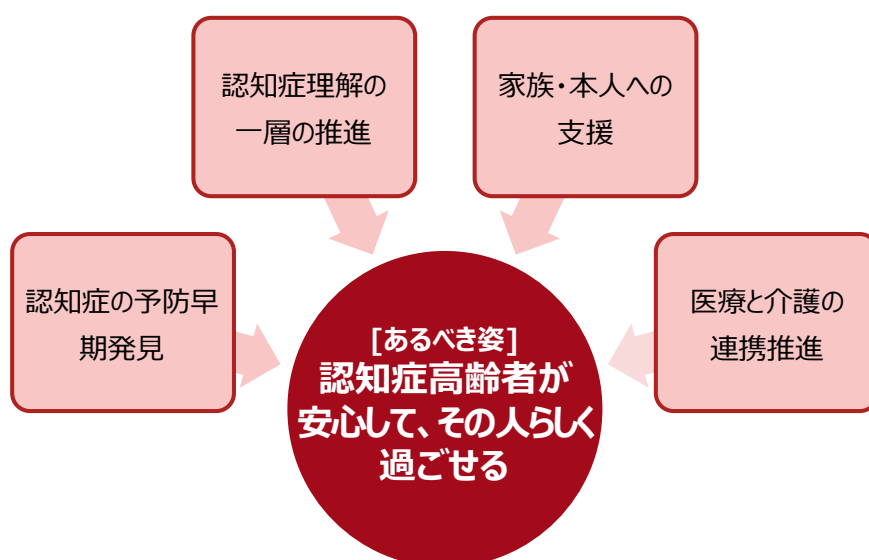 認知症理解の
一層の推進
家族・本人への
支援
認知症の予防早
期発見
医療と介護の
連携推進
[あるべき姿]
認知症高齢者が
安心して、その人らしく
過ごせる